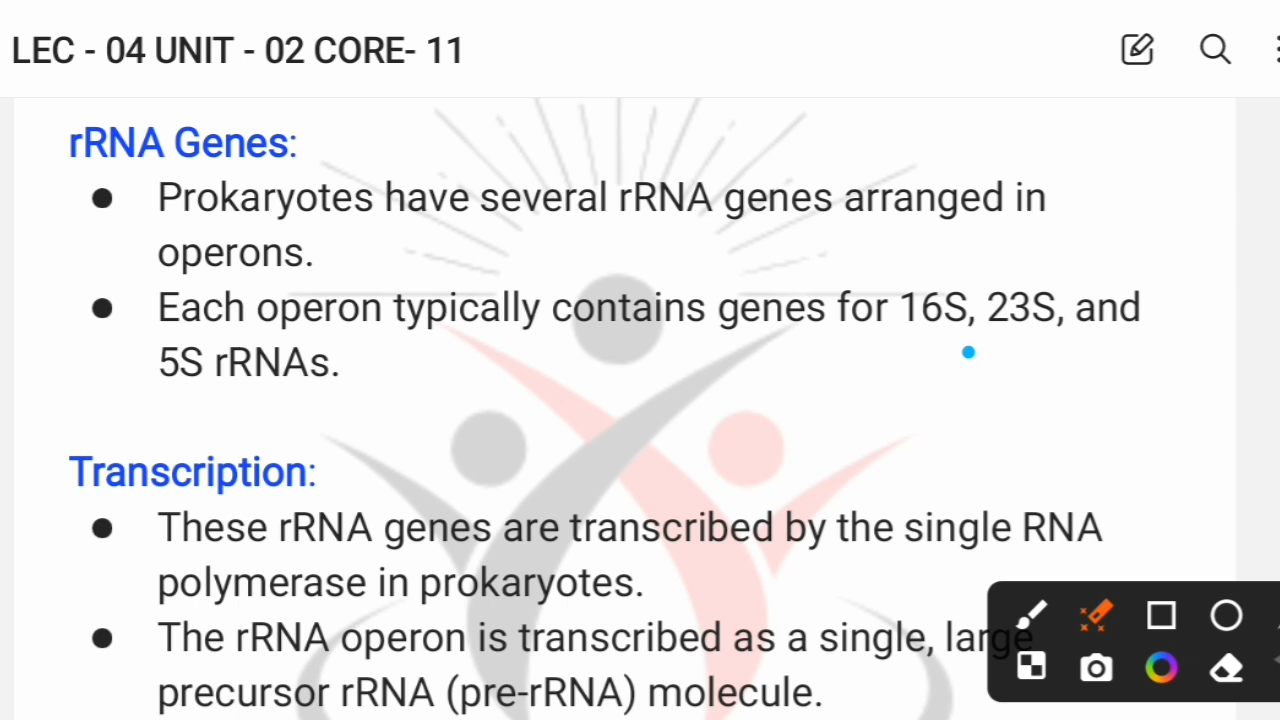 LEC - 04 UNIT - 02 CORE- 11
rRNA Genes:
● Prokaryotes have several rRNA genes arranged in
operons.
● Each operon typically contains genes for 16S, 23S, and
5S rRNAs.
Transcription:
● These rRNA genes are transcribed by the single RNA
polymerase in prokaryotes.
● The rRNA operon is transcribed as a single, large
precursor rRNA (pre-rRNA) molecule.